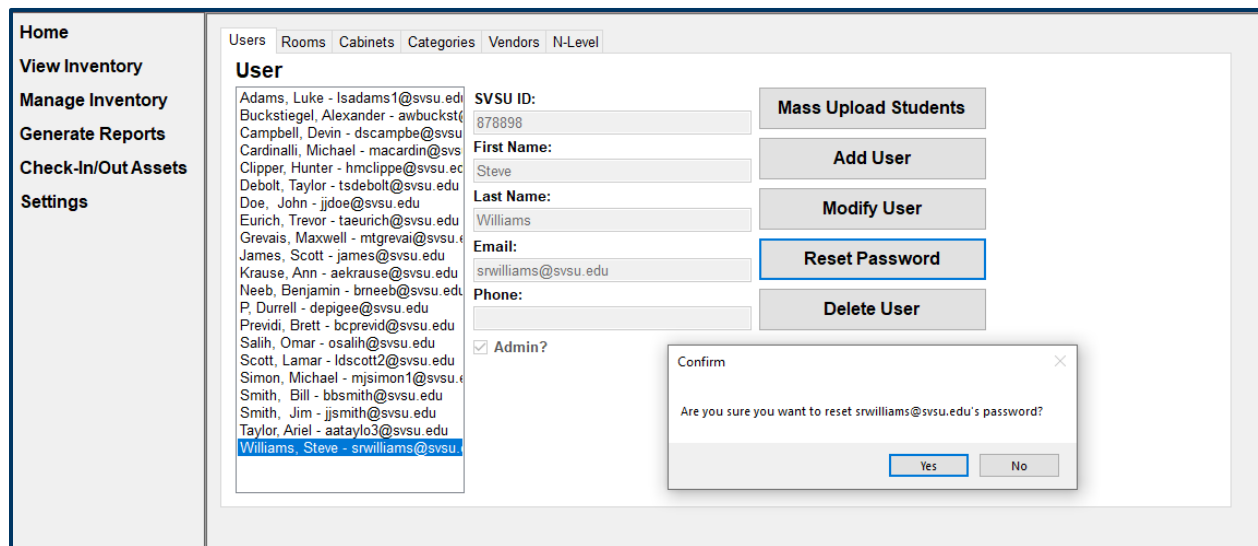 Home
View Inventory
Manage Inventory
Generate Reports
Check-In/Out Assets
Settings
Users Rooms Cabinets Categories Vendors N-Level
User
Adams, Luke - lsadams1@svsu.edu
Buckstiegel, Alexander - awbuckst@
Campbell, Devin - dscampbe@svsu
Cardinalli, Michael - macardin@svs
Clipper, Hunter - hmclippe@svsu.ec
Debolt, Taylor - tsdebolt@svsu.edu
Doe,  John - jjdoe@svsu.edu
Eurich, Trevor - taeurich@svsu.edu
Grevais, Maxwell - mtgrevai@svsu.e
James, Scott - james@svsu.edu
Krause, Ann - aekrause@svsu.edu
Neeb, Benjamin - brneeb@svsu.edu
P, Durrell - depigee@svsu.edu
Previdi, Brett - bcprevid@svsu.edu
Salih, Omar - osalih@svsu.edu
Scott, Lamar - ldscott2@svsu.edu
Simon, Michael - mjsimon1@svsu.e
Smith,  Bill - bbsmith@svsu.edu
Smith,  Jim - jjsmith@svsu.edu
Taylor, Ariel - aataylo3@svsu.edu
Williams, Steve - srwilliams@svsu.
SVSU ID:
878898
First Name:
Steve
Last Name:
Williams
Email:
srwilliams@svsu.edu
Phone:
Admin?
Mass Upload Students
Add User
Modify User
Reset Password
Delete User
Confirm
Are you sure you want to reset srwilliams@svsu.edu's password?
Yes No